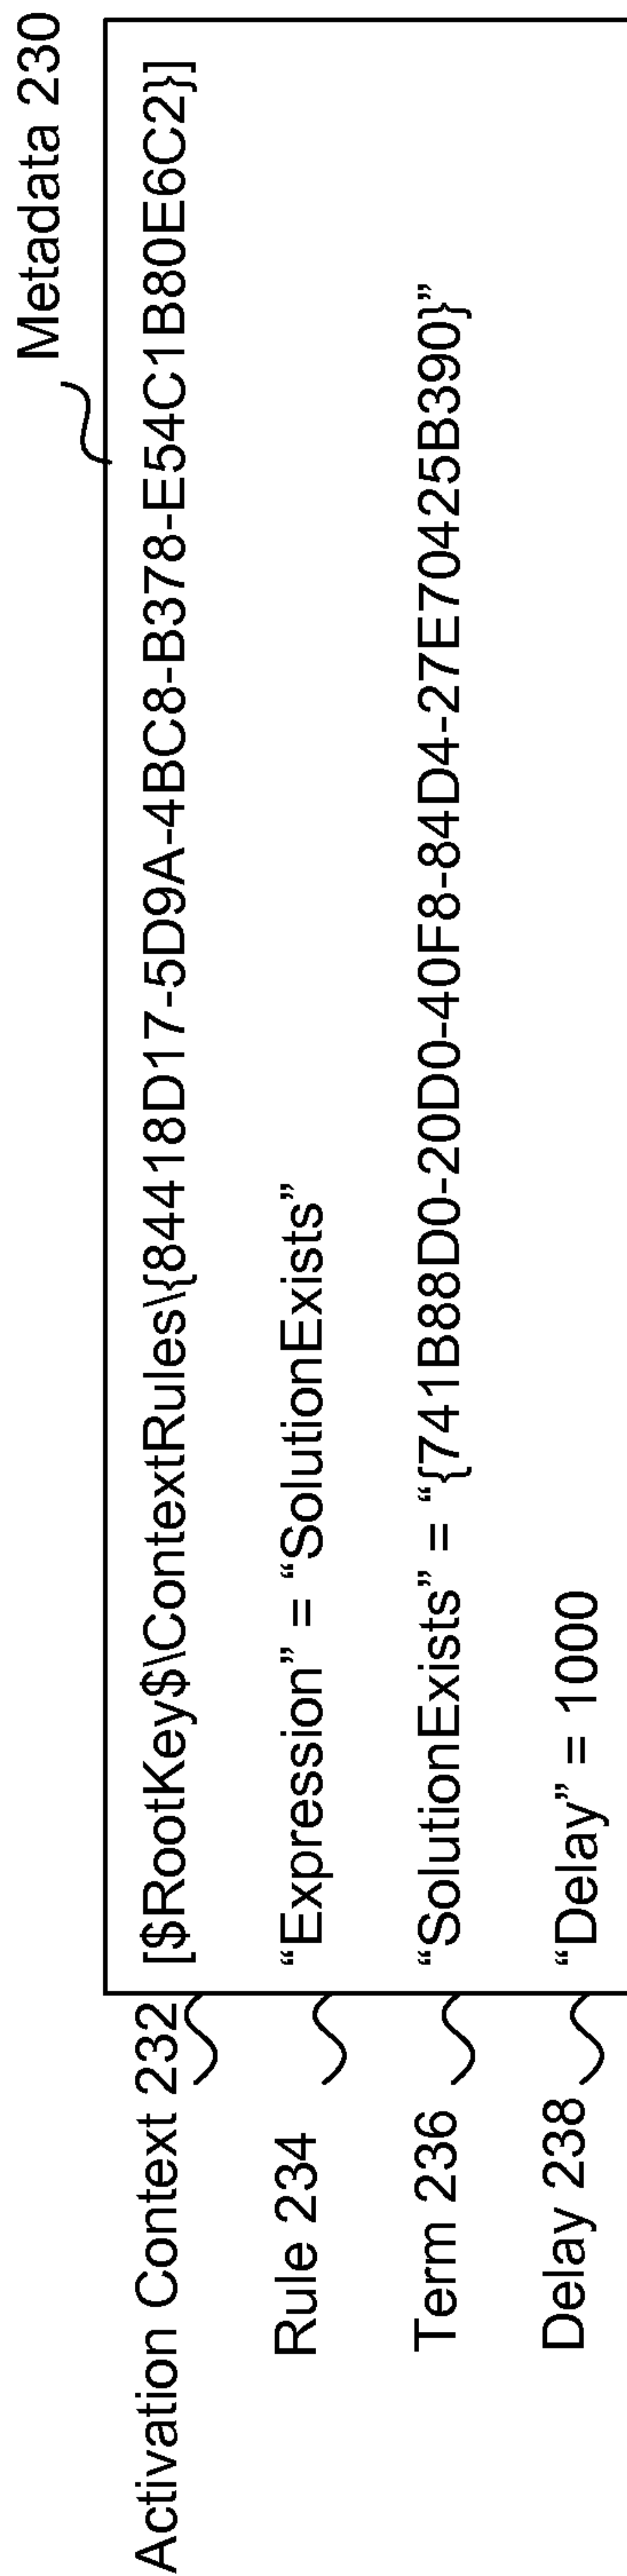 Metadata 230
Activation Context 232
[$RootKey$\ContextRules\{84418D17-5D9A-4BC8-B378-E54C1B80E6C2}]
Rule 234
“Expression” = “SolutionExists”
Term 236
“SolutionExists” = “{741B88D0-20D0-40F8-84D4-27E70425B390}”
Delay 238
“Delay” = 1000